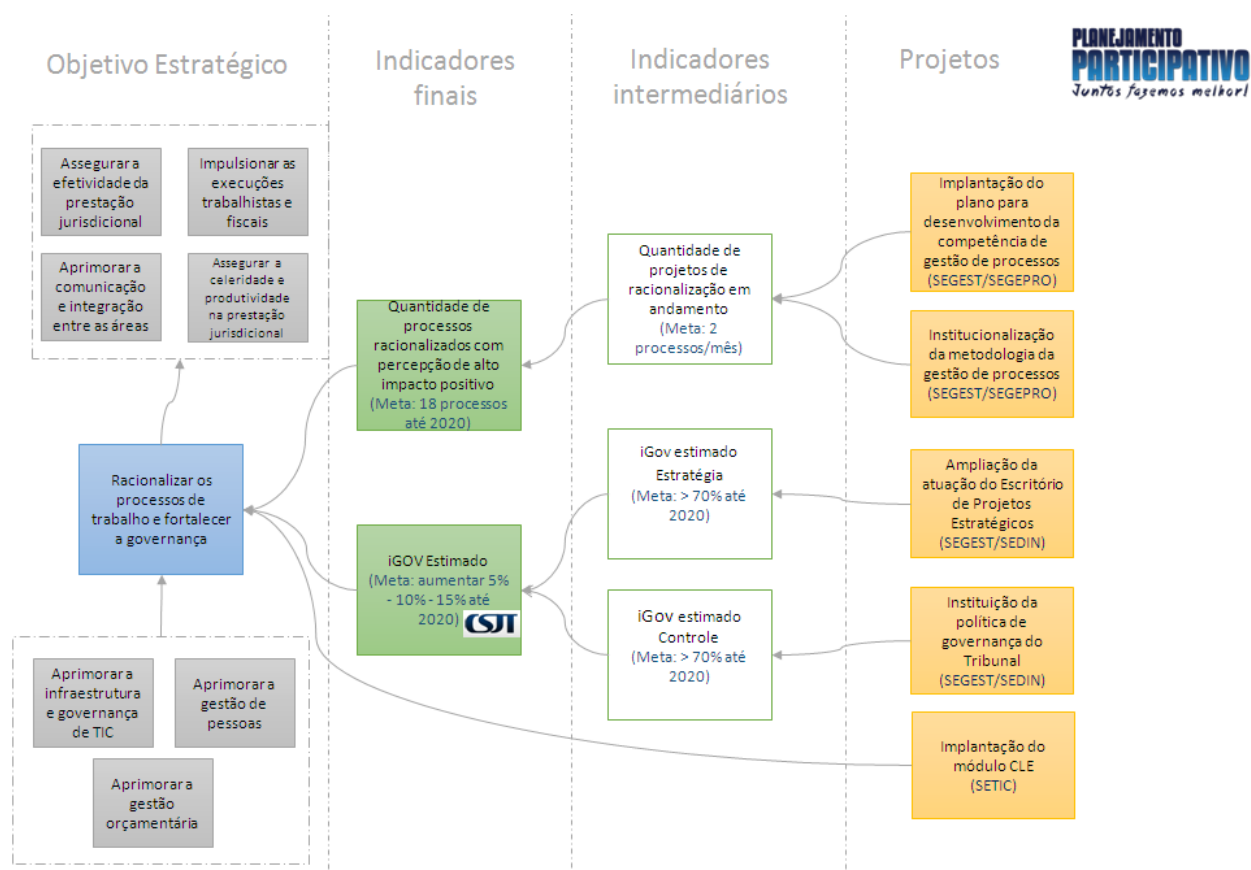 Objetivo Estratégico
Indicadores
finais
Indicadores
intermediários
Projetos
PLANEJAMENTO
PARTICIPATIVO
Juntos fazemos melhor!
Assegurar a
efetividade da
prestação
jurisdicional
Impulsionar as
execuções
trabalhistas e
fiscais
Aprimorar a
comunicação
e integração
entre as áreas
Assegurar a
celeridade e
produtividade
na prestação
jurisdicional
Racionalizar os
processos de
trabalho e fortalecer
a governança
Aprimorar a
infraestrutura
e governança
de TIC
Aprimorar a
gestão de
pessoas
Aprimorar a
gestão
orçamentária
Quantidade de
processos
racionalizados com
percepção de alto
impacto positivo
(Meta: 18 processos
até 2020)
iGOV Estimado
(Meta: aumentar 5%
- 10% - 15% até
2020)
CSJT
Quantidade de
projetos de
racionalização em
andamento
(Meta: 2
processos/mês)
iGov estimado
Estratégia
(Meta: > 70% até
2020)
iGov estimado
Controle
(Meta: > 70% até
2020)
Implantação do
plano para
desenvolvimento da
competência de
gestão de processos
(SEGEST/SEGEPRO)
Institucionalização
da metodologia da
gestão de processos
(SEGEST/SEGEPRO)
Ampliação da
atuação do Escritório
de Projetos
Estratégicos
(SEGEST/SEDIN)
Instituição da
política de
governança do
Tribunal
(SEGEST/SEDIN)
Implantação do
módulo CLE
(SETIC)